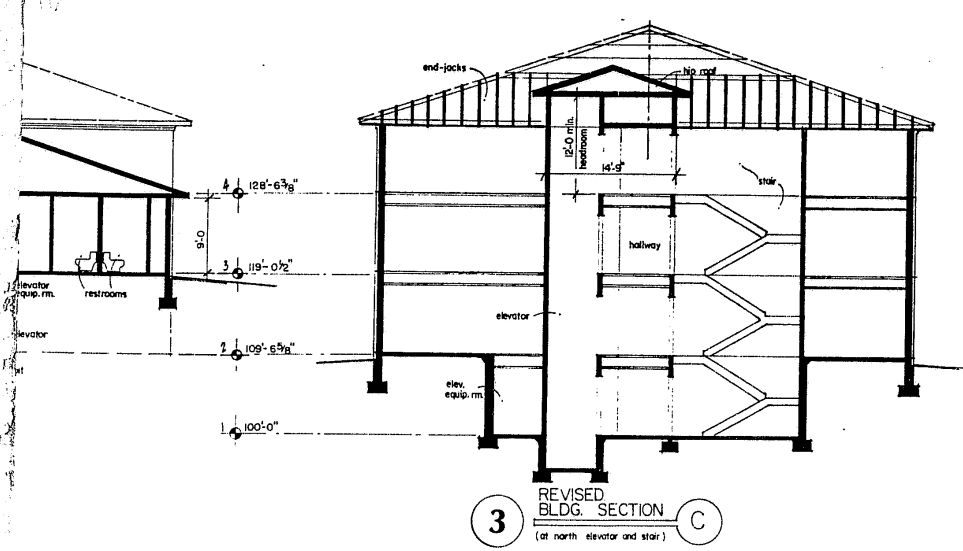 end-jacks
hip roof
12'-0 min.
headroom
14'-9"
stair
4 128'-6 3/8"
9'-0
hallway
3 119'-0 1/2"
elevator
equip. rm.
restrooms
elevator
elevator
2 109'-6 5/8"
elev.
equip. rm.
1 100'-0"
3
REVISED
BLDG. SECTION
C
(at north elevator and stair)